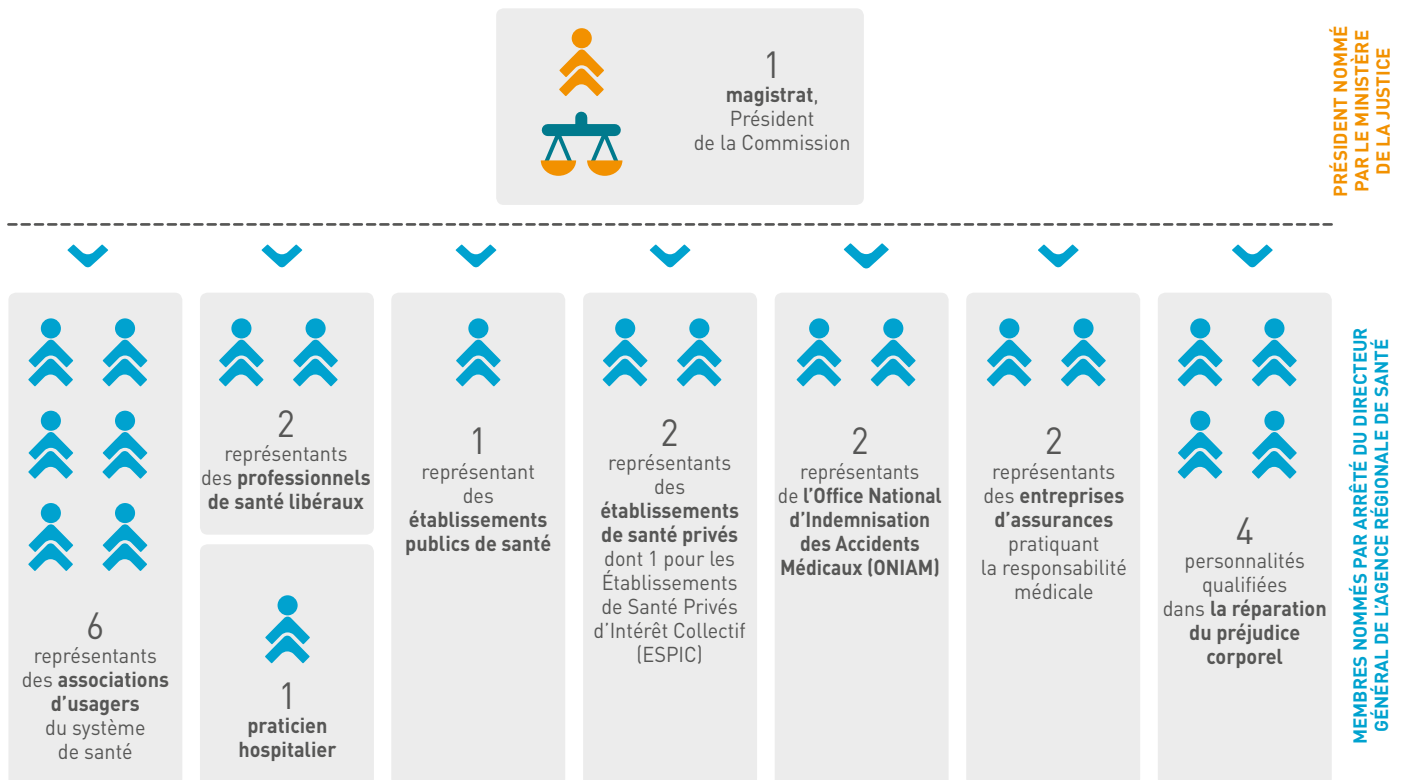 1
magistrat,
Président
de la Commission
PRÉSIDENT NOMMÉ
PAR LE MINISTÈRE
DE LA JUSTICE
6
représentants
des associations
d'usagers
du système
de santé
2
représentants
des professionnels
de santé libéraux
1
praticien
hospitalier
1
représentant
des
établissements
publics de santé
2
représentants
des
établissements
de santé privés
dont 1 pour les
Établissements
de Santé Privés
d'Intérêt Collectif
(ESPIC)
2
représentants
de l'Office National
d'Indemnisation
des Accidents
Médicaux (ONIAM)
2
représentants
des entreprises
d'assurances
pratiquant
la responsabilité
médicale
4
personnalités
qualifiées
dans la réparation
du préjudice
corporel
MEMBRES NOMMÉS PAR ARRÊTÉ DU DIRECTEUR
GÉNÉRAL DE L'AGENCE RÉGIONALE DE SANTÉ